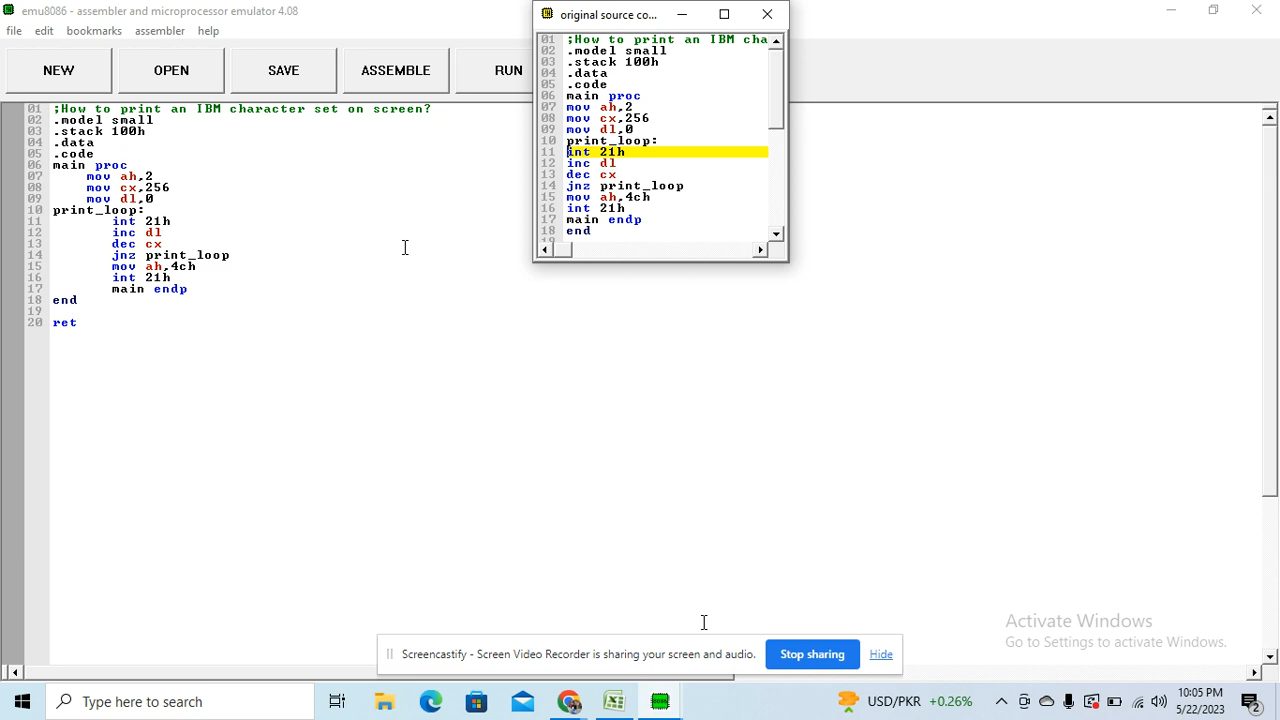 emu8086 - assembler and microprocessor emulator 4.08
file edit bookmarks assembler help
NEW OPEN SAVE ASSEMBLE RUN
01 ;How to print an IBM character set on screen?
02 .model small
03 .stack 100h
04 .data
05 .code
06 main proc
07 mov ah,2
08 mov cx,256
09 mov dl,0
10 print_loop:
11 int 21h
12 inc dl
13 dec cx
14 jnz print_loop
15 mov ah,4ch
16 int 21h
17 main endp
18 end
19
20 ret
original source co...
01 ;How to print an IBM cha
02 .model small
03 .stack 100h
04 .data
05 .code
06 main proc
07 mov ah,2
08 mov cx,256
09 mov dl,0
10 print_loop:
11 int 21h
12 inc dl
13 dec cx
14 jnz print_loop
15 mov ah,4ch
16 int 21h
17 main endp
18 end
19
Activate Windows
Go to Settings to activate Windows.
Screencastify - Screen Video Recorder is sharing your screen and audio. Stop sharing Hide
Type here to search
USD/PKR +0.26%
10:05 PM
5/22/2023
2